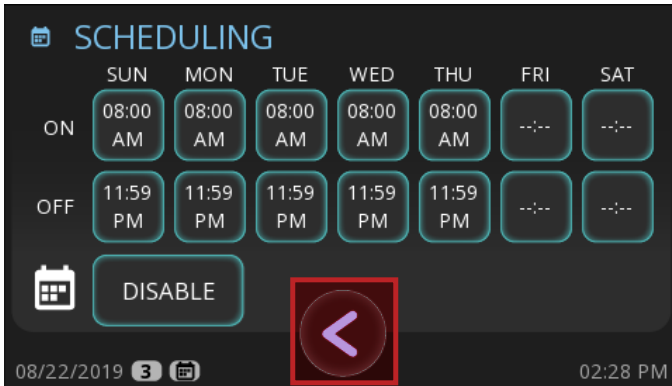 SCHEDULING
SUN MON TUE WED THU FRI SAT
ON 08:00 AM 08:00 AM 08:00 AM 08:00 AM 08:00 AM --:-- --:--
OFF 11:59 PM 11:59 PM 11:59 PM 11:59 PM 11:59 PM --:-- --:--
DISABLE
<
08/22/2019 3 02:28 PM